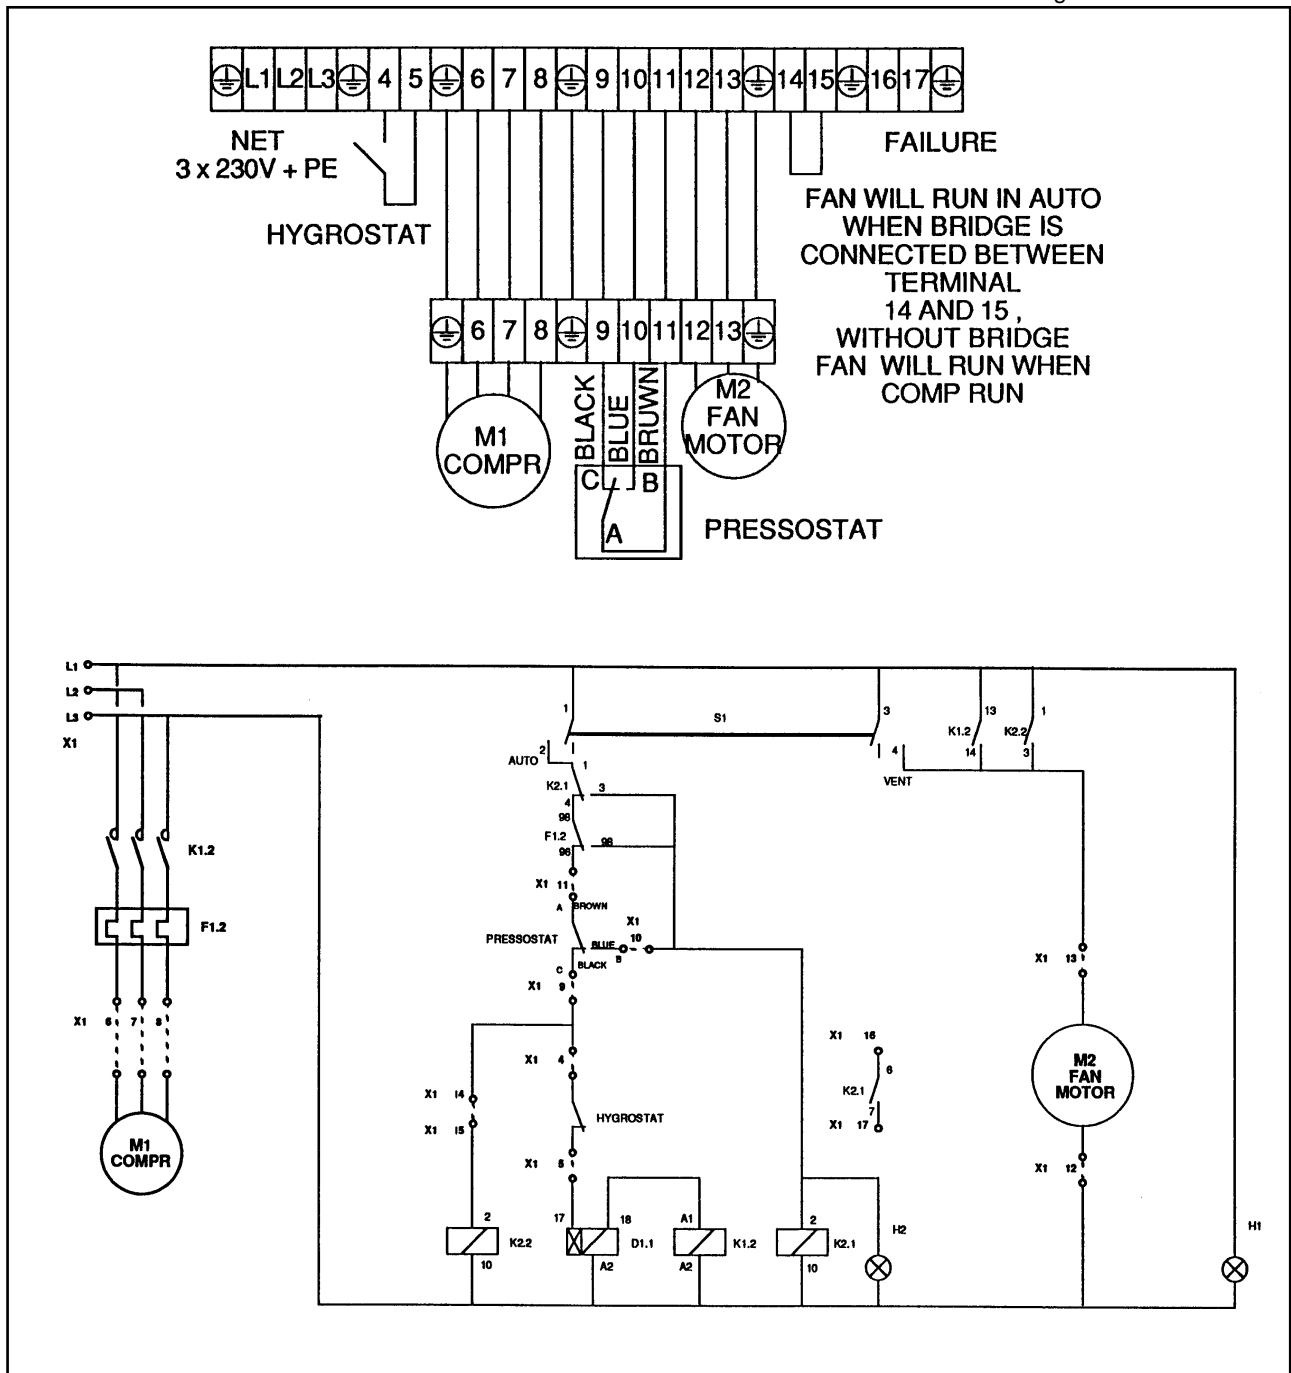 L1 L2 L3 4 5 6 7 8 9 10 11 12 13 14 15 16 17
NET
3 x 230V + PE
HYGROSTAT
FAILURE
FAN WILL RUN IN AUTO
WHEN BRIDGE IS
CONNECTED BETWEEN
TERMINAL
14 AND 15 ,
WITHOUT BRIDGE
FAN WILL RUN WHEN
COMP RUN
6 7 8 9 10 11 12 13
BLACK
BLUE
BRUWN
M1
COMPR
M2
FAN
MOTOR
C B
A
PRESSOSTAT
L1
L2
L3
X1
1 S1 3 13 1
K1.2 K2.2
2 4 14 3
AUTO 1 VENT
K2.1 3
4
98
F1.2 98
96
K1.2
X1 11
A BROWN
F1.2
X1
PRESSOSTAT BLUE 10
B
C BLACK
X1 9
X1 13
X1 6 7 8
X1 4
X1 16
6
K2.1
7
X1 17
M2
FAN
MOTOR
X1 14
X1 15
HYGROSTAT
M1
COMPR
X1 5
X1 12
2 17 18 A1 2
K2.2 D1.1 K1.2 K2.1 H2 H1
10 A2 A2 10